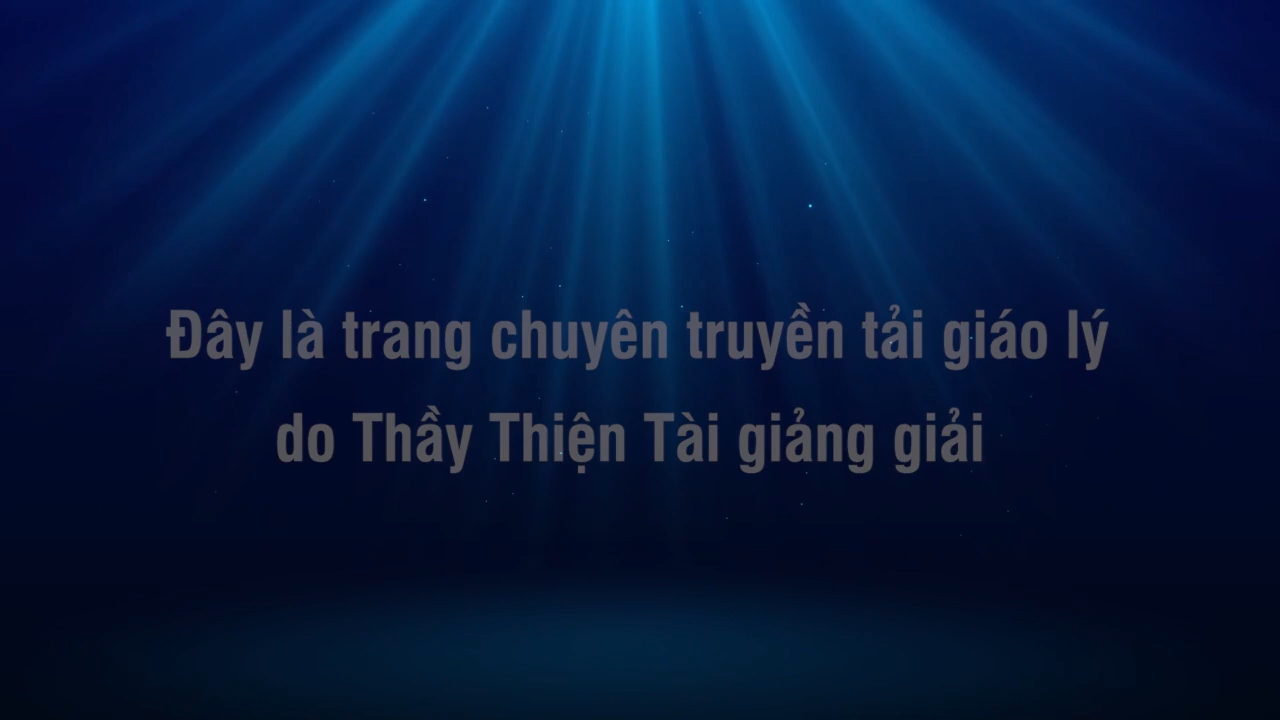 Đây là trang chuyên truyền tải giáo lý
do Thầy Thiện Tài giảng giải